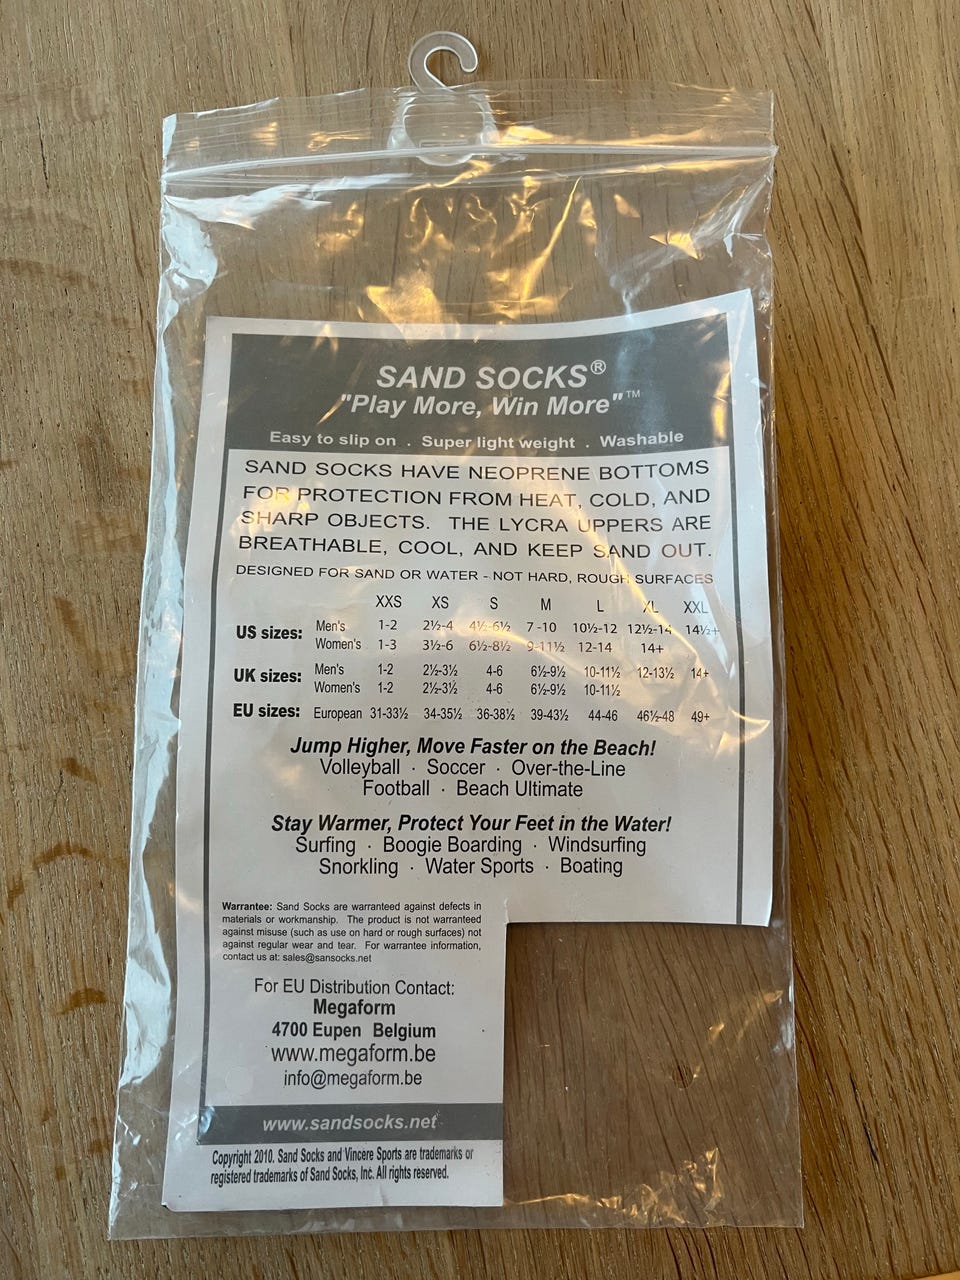 SAND SOCKS®
"Play More, Win More"™
Easy to slip on . Super light weight . Washable
SAND SOCKS HAVE NEOPRENE BOTTOMS
FOR PROTECTION FROM HEAT, COLD, AND
SHARP OBJECTS. THE LYCRA UPPERS ARE
BREATHABLE, COOL, AND KEEP SAND OUT.
DESIGNED FOR SAND OR WATER - NOT HARD, ROUGH SURFACES
XXS XS S M L XL XXL
US sizes: Men's 1-2 2½-4 4½-6½ 7-10 10½-12 12½-14 14½+
Women's 1-3 3½-6 6½-8½ 9-11½ 12-14 14+
UK sizes: Men's 1-2 2½-3½ 4-6 6½-9½ 10-11½ 12-13½ 14+
Women's 1-2 2½-3½ 4-6 6½-9½ 10-11½
EU sizes: European 31-33½ 34-35½ 36-38½ 39-43½ 44-46 46½-48 49+
Jump Higher, Move Faster on the Beach!
Volleyball · Soccer · Over-the-Line
Football · Beach Ultimate
Stay Warmer, Protect Your Feet in the Water!
Surfing · Boogie Boarding · Windsurfing
Snorkling · Water Sports · Boating
Warrantee: Sand Socks are warranteed against defects in
materials or workmanship. The product is not warranteed
against misuse (such as use on hard or rough surfaces) not
against regular wear and tear. For warrantee information,
contact us at: sales@sansocks.net
For EU Distribution Contact:
Megaform
4700 Eupen Belgium
www.megaform.be
info@megaform.be
www.sandsocks.net
Copyright 2010. Sand Socks and Vincere Sports are trademarks or
registered trademarks of Sand Socks, Inc. All rights reserved.